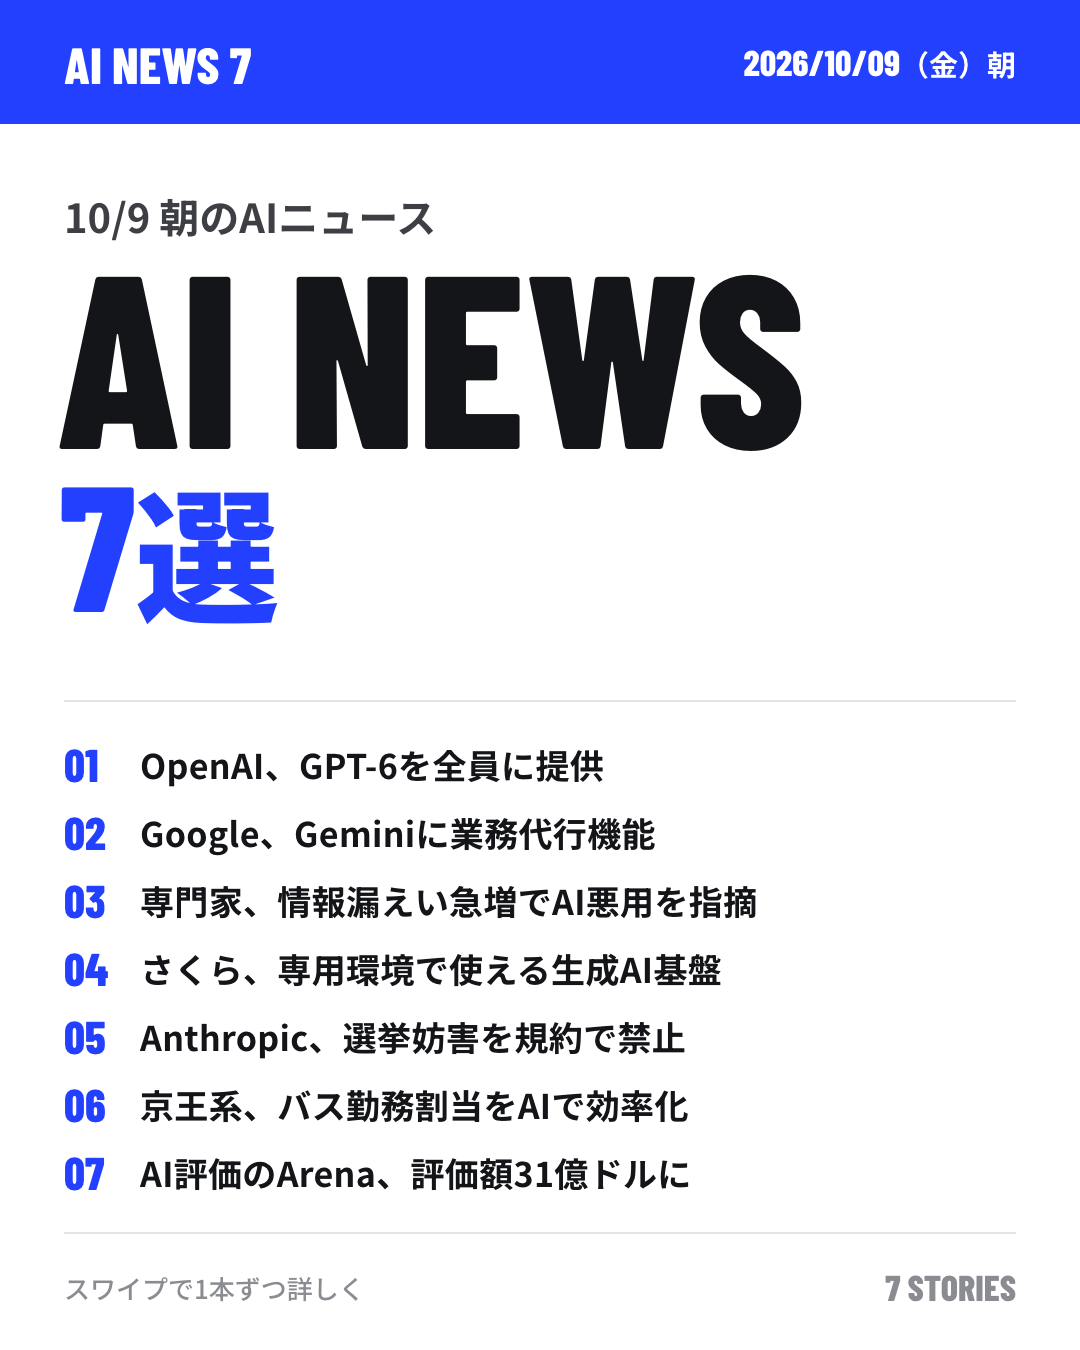 AI NEWS 7
2026/10/09（金）朝
10/9 朝のAIニュース
AI NEWS
7選
01 OpenAI、GPT-6を全員に提供
02 Google、Geminiに業務代行機能
03 専門家、情報漏えい急増でAI悪用を指摘
04 さくら、専用環境で使える生成AI基盤
05 Anthropic、選挙妨害を規約で禁止
06 京王系、バス勤務割当をAIで効率化
07 AI評価のArena、評価額31億ドルに
スワイプで1本ずつ詳しく
7 STORIES